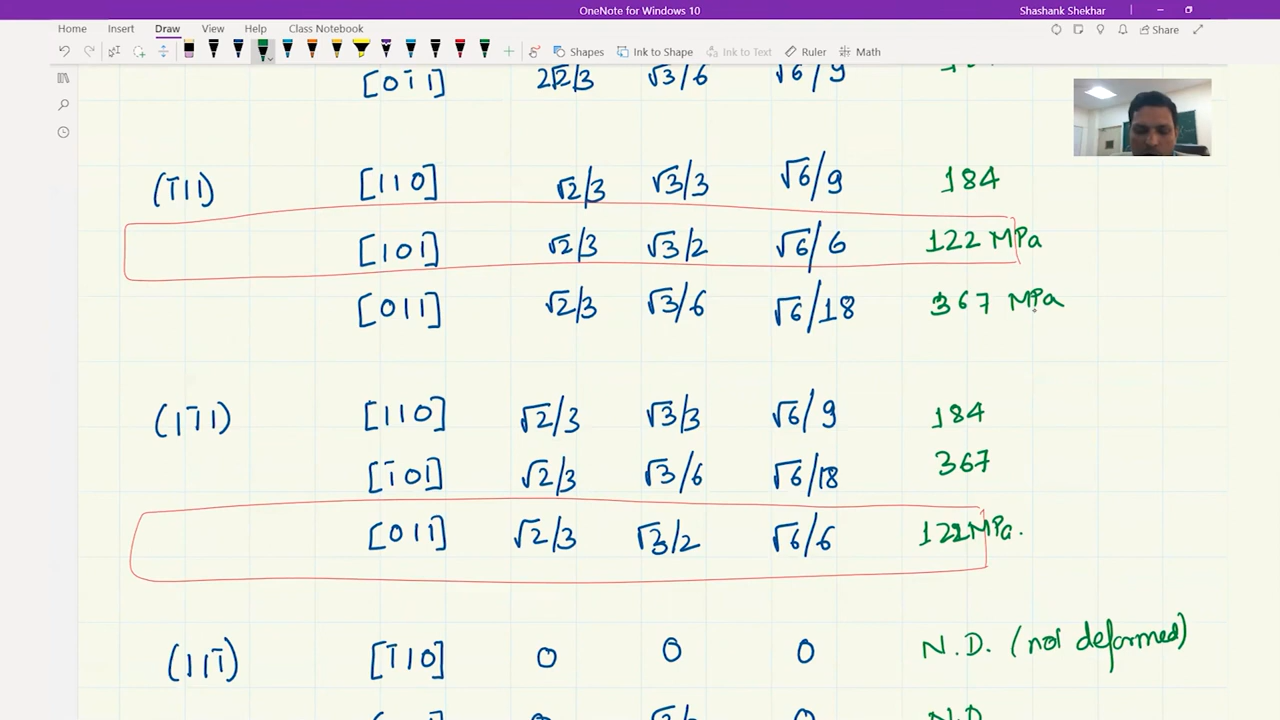 OneNote for Windows 10
Shashank Shekhar
Home Insert Draw View Help Class Notebook
Share
Shapes Ink to Shape Ink to Text Ruler Math
[0 1̄ 1] 2√2/3 √3/6 √6/9
(1̄11) [110] √2/3 √3/3 √6/9 184
[101] √2/3 √3/2 √6/6 122 MPa
[011̄] √2/3 √3/6 √6/18 367 MPa
(11̄1) [110] √2/3 √3/3 √6/9 184
[1̄01] √2/3 √3/6 √6/18 367
[011] √2/3 √3/2 √6/6 122MPa.
(111̄) [1̄10] 0 0 0 N.D. (not deformed)
0 0 N.D